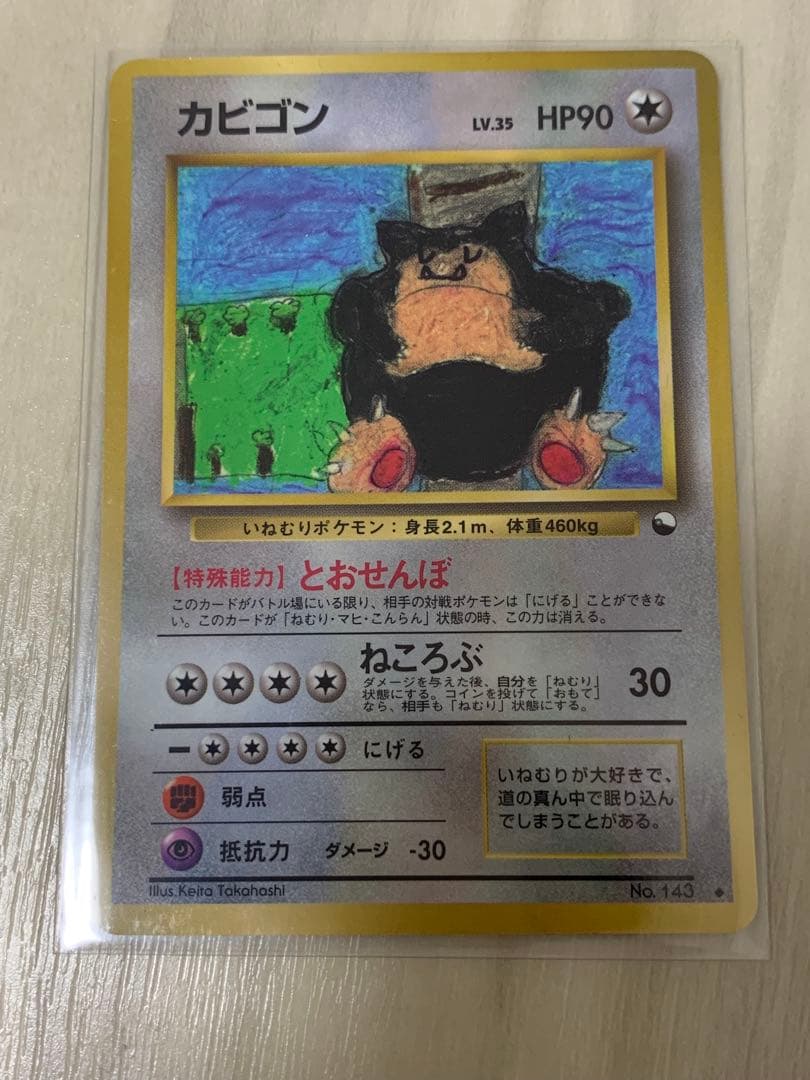 カビゴン LV.35 HP90
いねむりポケモン：身長2.1m、体重460kg
【特殊能力】とおせんぼ
このカードがバトル場にいる限り、相手の対戦ポケモンは「にげる」ことができな
い。このカードが「ねむり・マヒ・こんらん」状態の時、この力は消える。
ねころぶ
ダメージを与えた後、自分を「ねむり」
状態にする。コインを投げて「おもて」
なら、相手も「ねむり」状態にする。
30
にげる
弱点
抵抗力 ダメージ -30
いねむりが大好きで、
道の真ん中で眠り込ん
でしまうことがある。
Illus.Keita Takahashi
No. 143